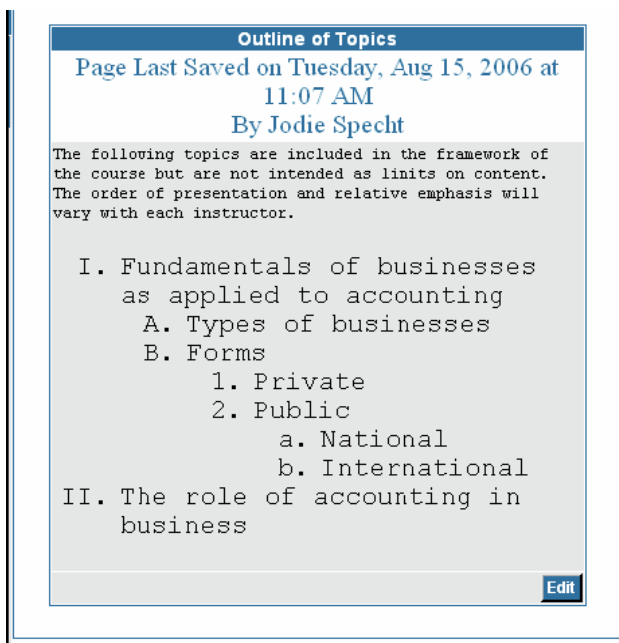 Outline of Topics
Page Last Saved on Tuesday, Aug 15, 2006 at
11:07 AM
By Jodie Specht
The following topics are included in the framework of
the course but are not intended as linits on content.
The order of presentation and relative emphasis will
vary with each instructor.
I. Fundamentals of businesses
as applied to accounting
A. Types of businesses
B. Forms
1. Private
2. Public
a. National
b. International
II. The role of accounting in
business
Edit